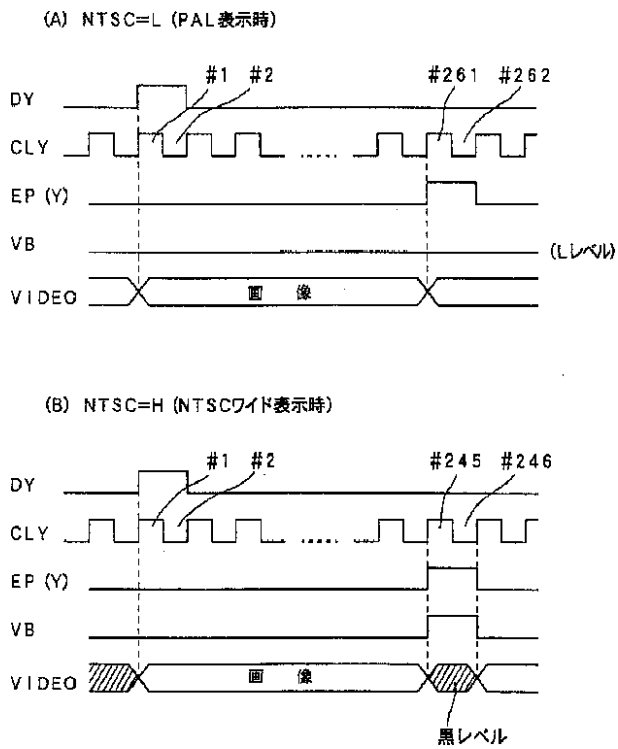 (A) NTSC=L (PAL表示時)
#1 #2 #261 #262
DY
CLY
EP(Y)
VB (Lレベル)
VIDEO 画像
(B) NTSC=H (NTSCワイド表示時)
#1 #2 #245 #246
DY
CLY
EP(Y)
VB
VIDEO 画像
黒レベル